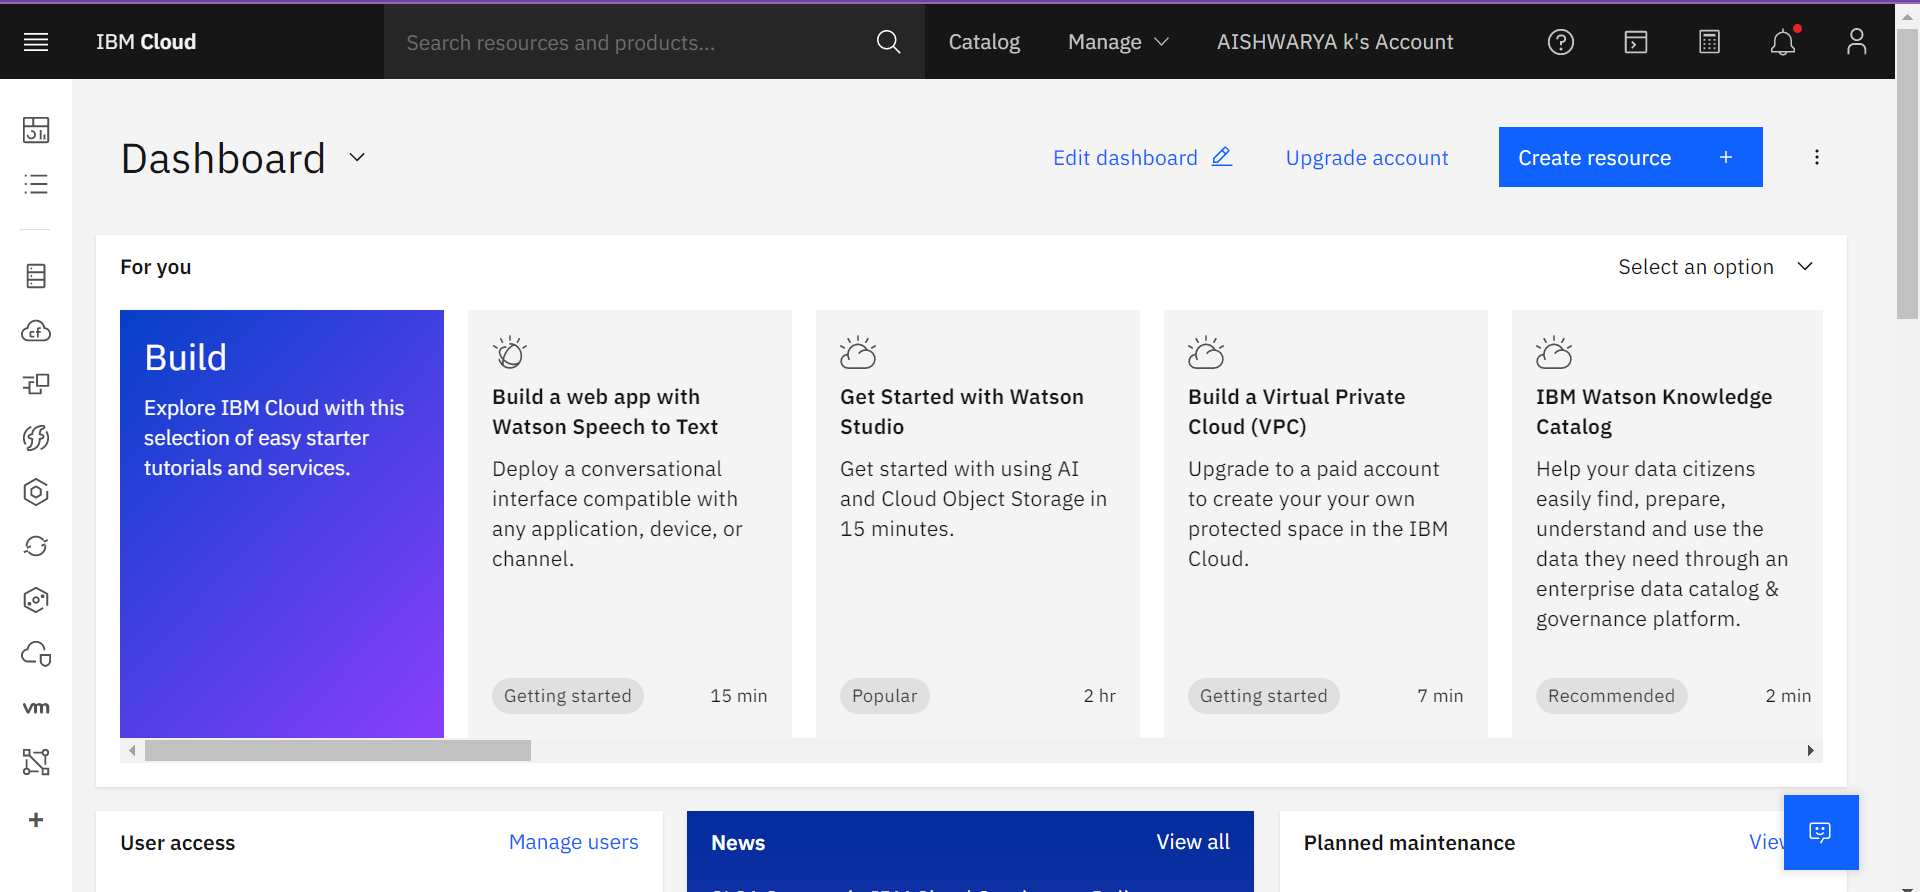 IBM Cloud
Search resources and products...
Catalog
Manage
AISHWARYA k's Account
Dashboard
Edit dashboard
Upgrade account
Create resource +
For you
Select an option
Build
Explore IBM Cloud with this
selection of easy starter
tutorials and services.
Build a web app with
Watson Speech to Text
Deploy a conversational
interface compatible with
any application, device, or
channel.
Getting started
15 min
Get Started with Watson
Studio
Get started with using AI
and Cloud Object Storage in
15 minutes.
Popular
2 hr
Build a Virtual Private
Cloud (VPC)
Upgrade to a paid account
to create your your own
protected space in the IBM
Cloud.
Getting started
7 min
IBM Watson Knowledge
Catalog
Help your data citizens
easily find, prepare,
understand and use the
data they need through an
enterprise data catalog &
governance platform.
Recommended
2 min
cf
vm
User access
Manage users
News
View all
Planned maintenance